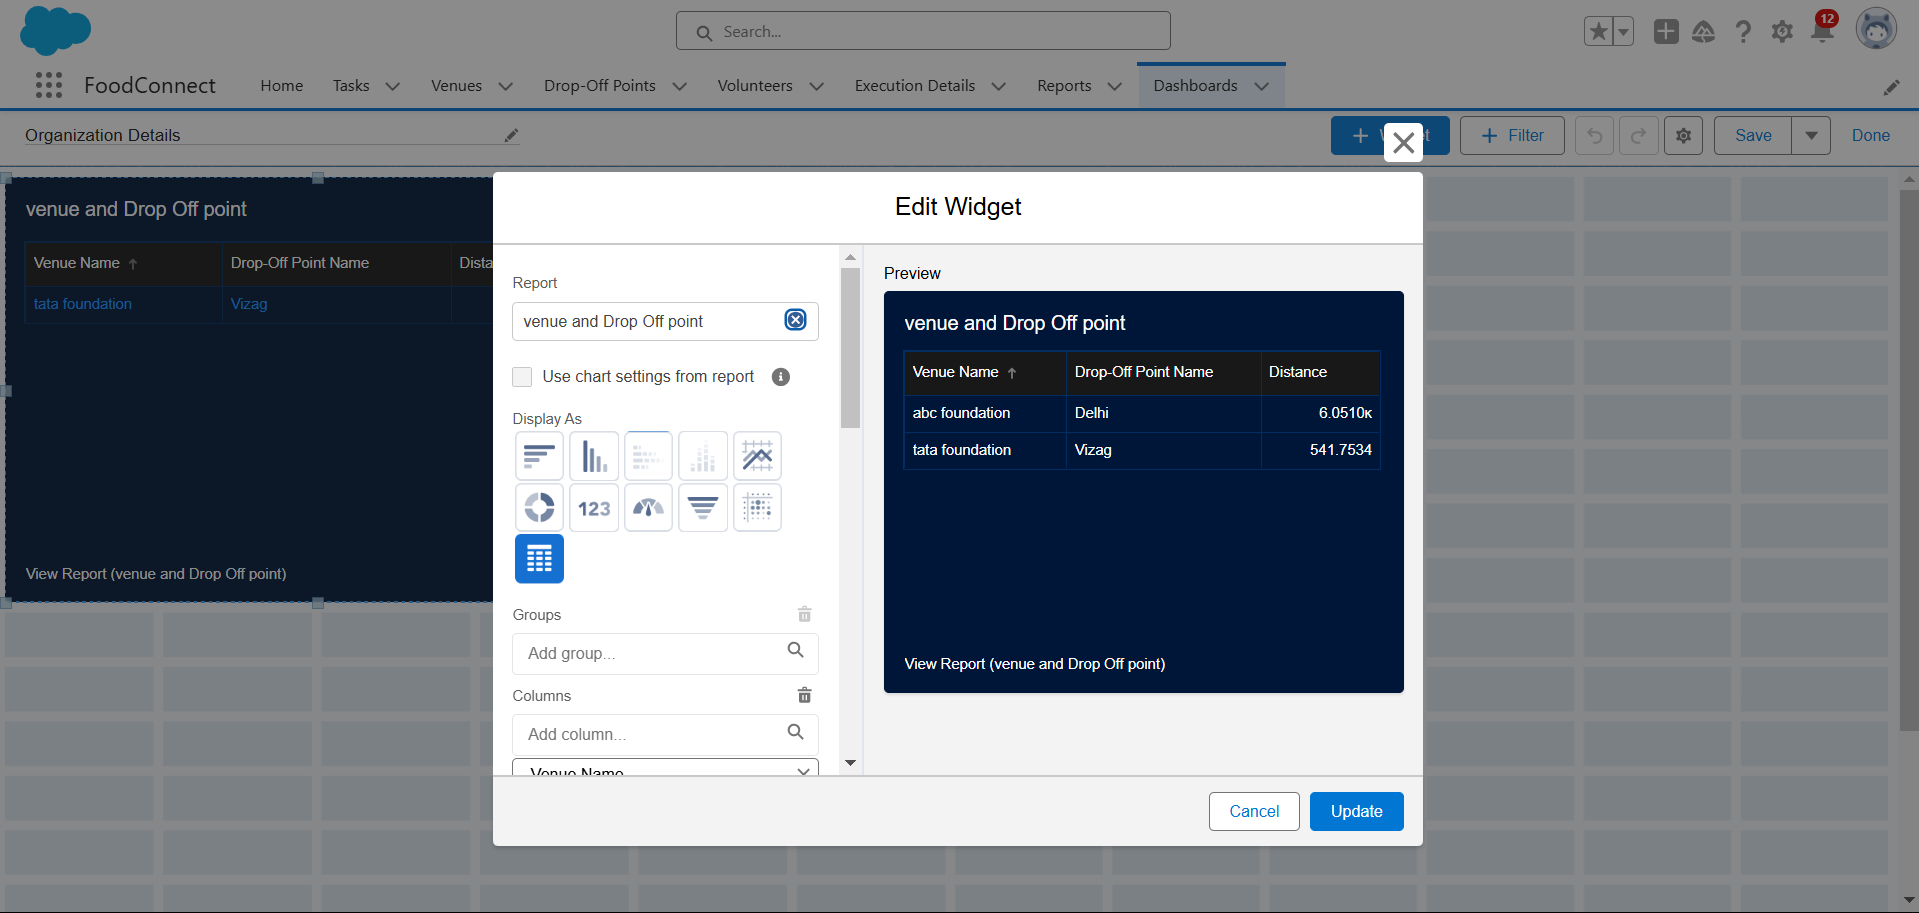 Search...
12
FoodConnect
Home
Tasks
Venues
Drop-Off Points
Volunteers
Execution Details
Reports
Dashboards
Organization Details
Filter
Save
Done
venue and Drop Off point
Venue Name
Drop-Off Point Name
Dista
tata foundation
Vizag
View Report (venue and Drop Off point)
Edit Widget
Report
venue and Drop Off point
Use chart settings from report
Display As
123
Groups
Add group...
Columns
Add column...
Venue Name
Preview
venue and Drop Off point
Venue Name
Drop-Off Point Name
Distance
abc foundation
Delhi
6.0510K
tata foundation
Vizag
541.7534
View Report (venue and Drop Off point)
Cancel
Update